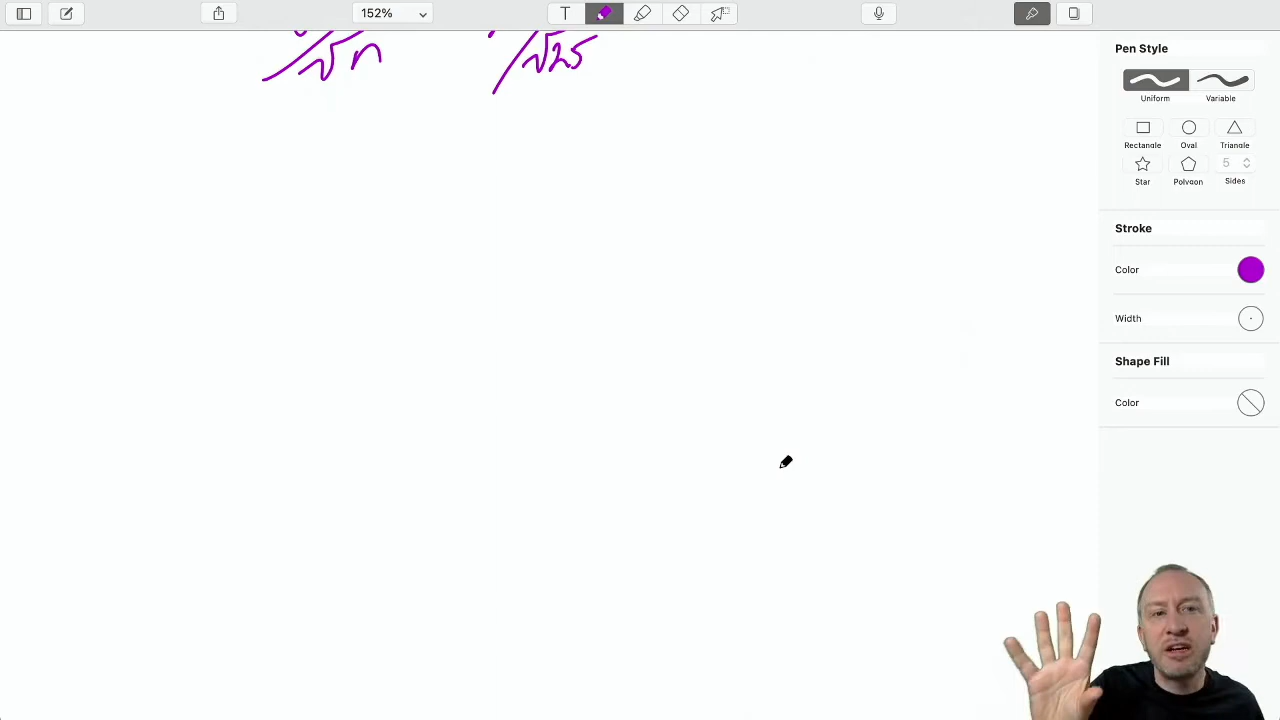 152%
T
√n √25
Pen Style
Uniform Variable
Rectangle Oval Triangle
5
Star Polygon Sides
Stroke
Color
Width
Shape Fill
Color